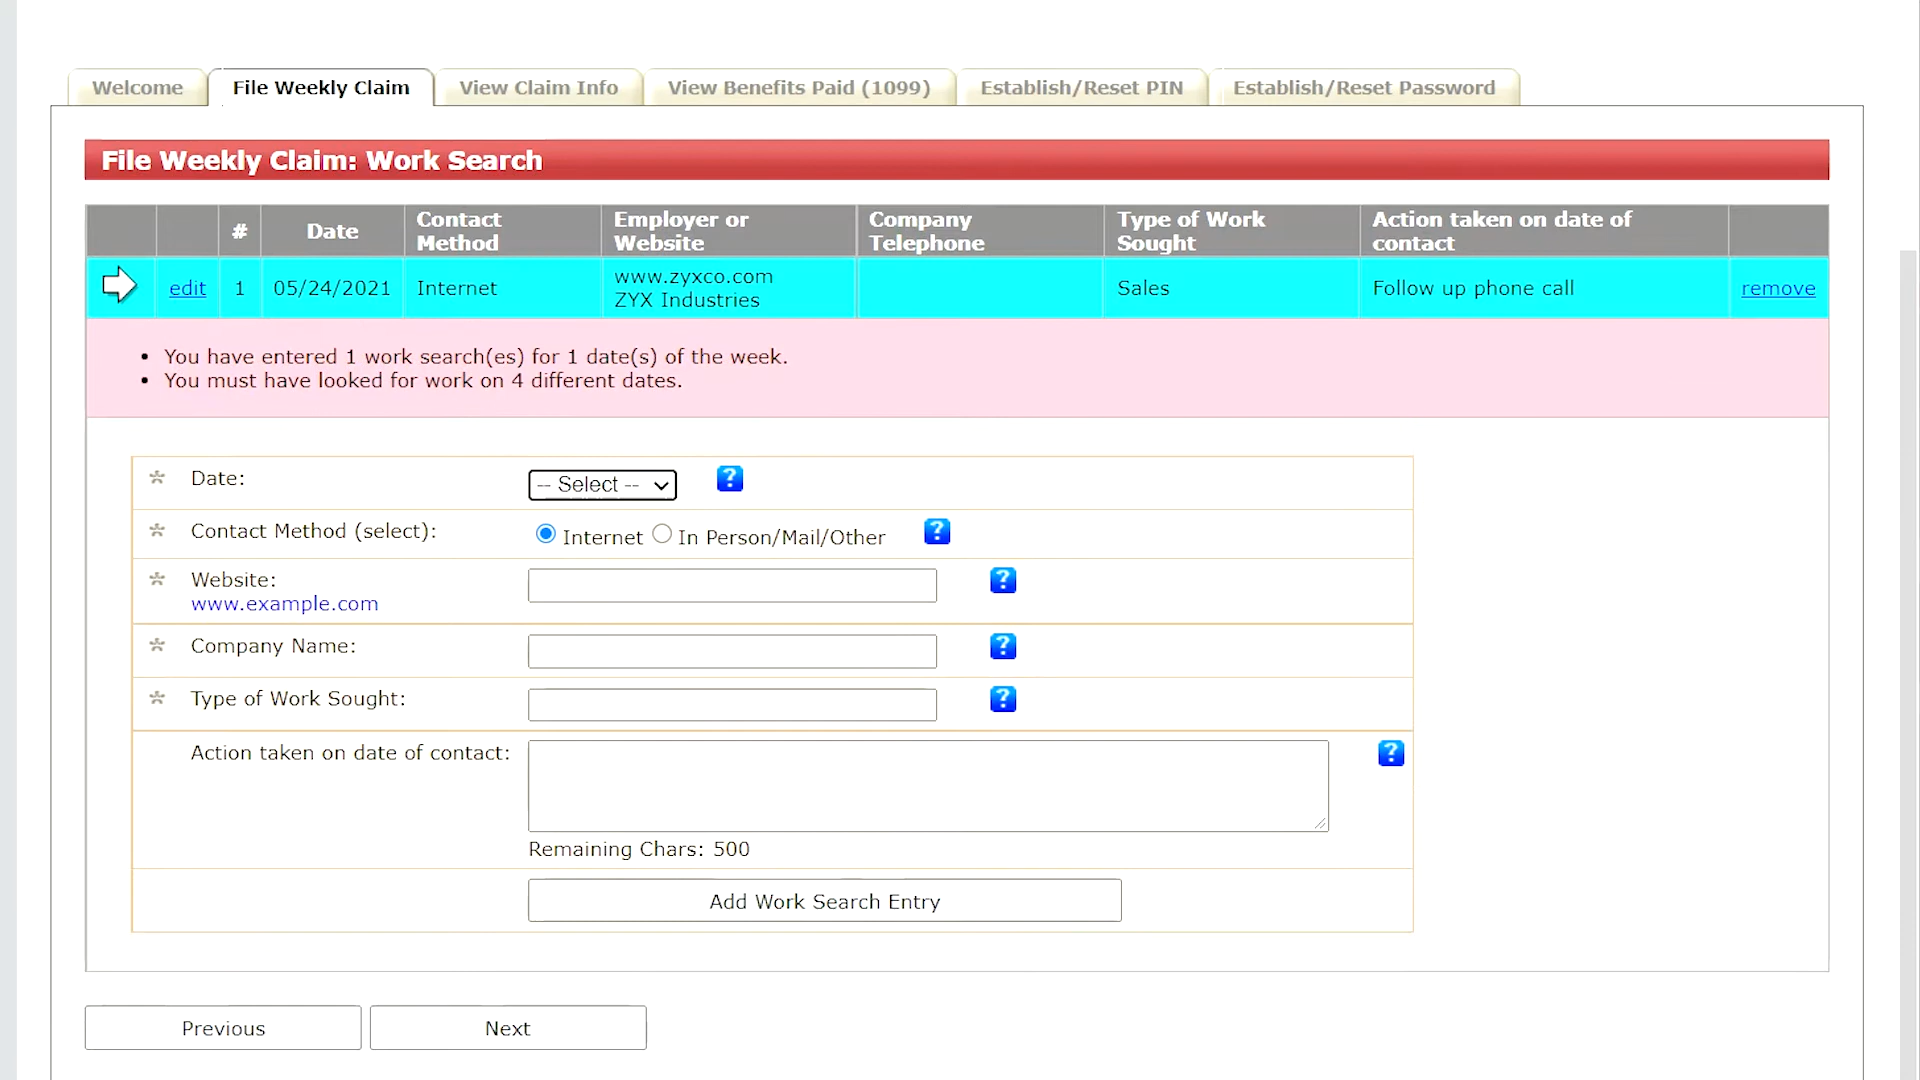 Welcome
File Weekly Claim
View Claim Info
View Benefits Paid (1099)
Establish/Reset PIN
Establish/Reset Password
File Weekly Claim: Work Search
# Date Contact Method Employer or Website Company Telephone Type of Work Sought Action taken on date of contact
edit 1 05/24/2021 Internet www.zyxco.com ZYX Industries Sales Follow up phone call remove
• You have entered 1 work search(es) for 1 date(s) of the week.
• You must have looked for work on 4 different dates.
* Date: -- Select -- ?
* Contact Method (select): Internet In Person/Mail/Other ?
* Website: ?
www.example.com
* Company Name: ?
* Type of Work Sought: ?
Action taken on date of contact: ?
Remaining Chars: 500
Add Work Search Entry
Previous Next